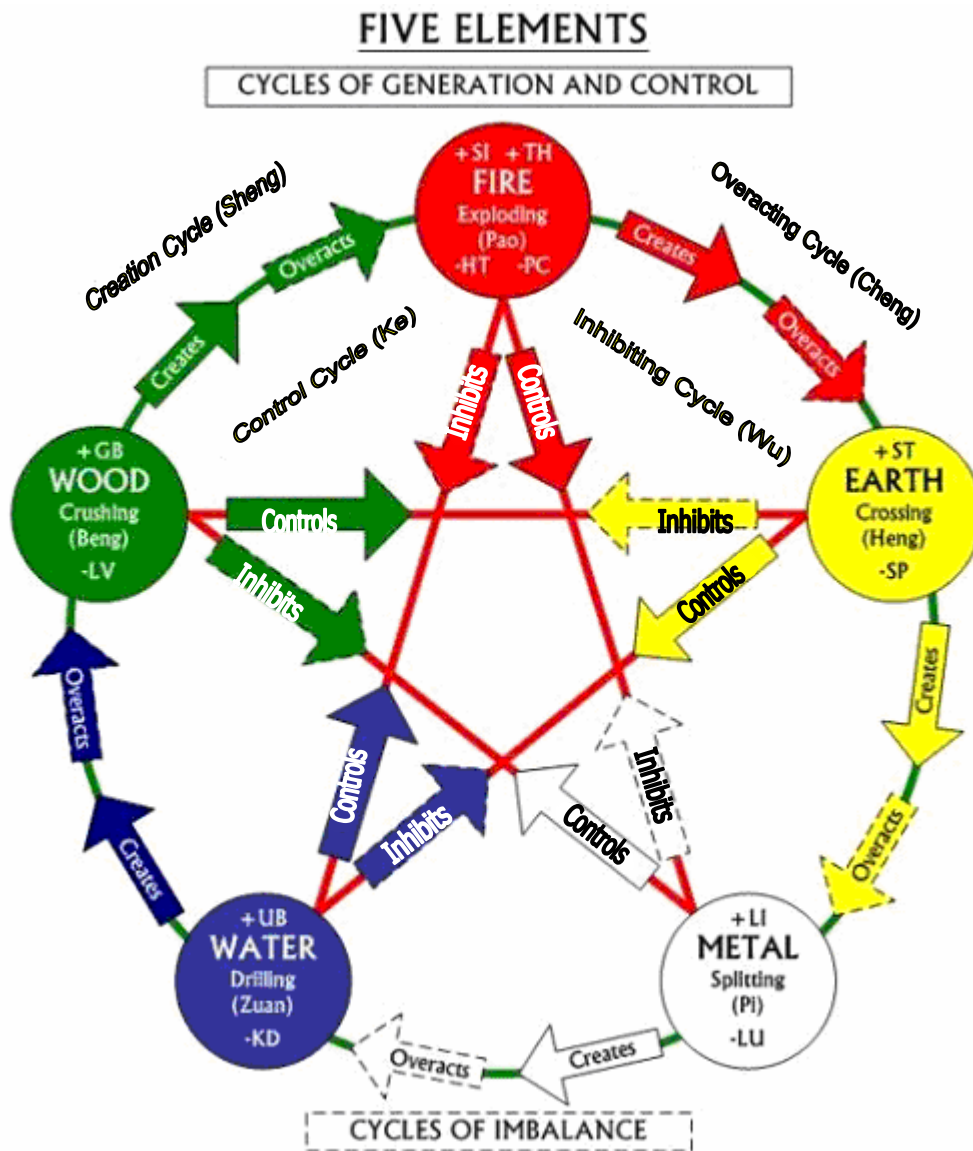 FIVE ELEMENTS
CYCLES OF GENERATION AND CONTROL
Creation Cycle (Sheng)
Overacting Cycle (Cheng)
Control Cycle (Ke)
Inhibiting Cycle (Wu)
+SI +TH
FIRE
Exploding
(Pao)
-HT -PC
Creates
Overacts
Inhibits
Controls
+ST
EARTH
Crossing
(Heng)
-SP
Creates
Overacts
Inhibits
Controls
+LI
METAL
Splitting
(Pi)
-LU
Creates
Overacts
Inhibits
Controls
+UB
WATER
Drilling
(Zuan)
-KD
Creates
Overacts
Controls
Inhibits
+GB
WOOD
Crushing
(Beng)
-LV
Creates
Overacts
Controls
Inhibits
CYCLES OF IMBALANCE